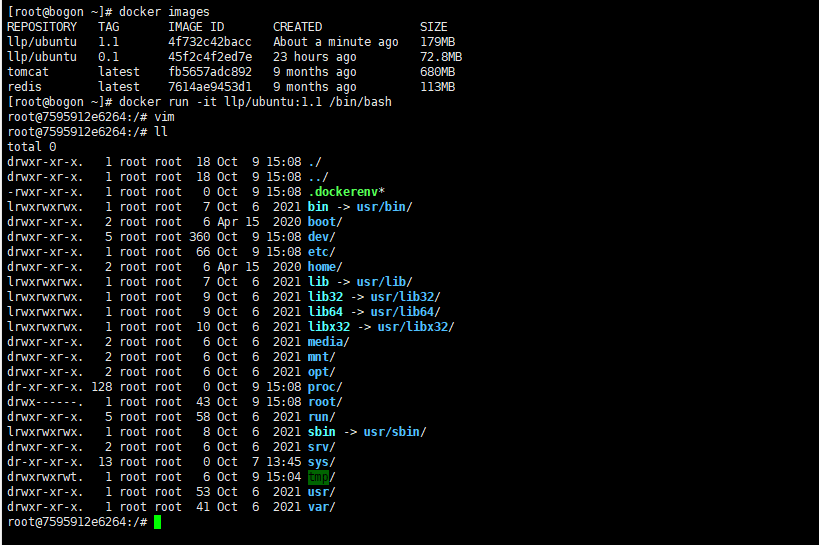 [root@bogon ~]# docker images
REPOSITORY   TAG       IMAGE ID       CREATED              SIZE
llp/ubuntu   1.1       4f732c42bacc   About a minute ago   179MB
llp/ubuntu   0.1       45f2c4f2ed7e   23 hours ago         72.8MB
tomcat       latest    fb5657adc892   9 months ago         680MB
redis        latest    7614ae9453d1   9 months ago         113MB
[root@bogon ~]# docker run -it llp/ubuntu:1.1 /bin/bash
root@7595912e6264:/# vim
root@7595912e6264:/# ll
total 0
drwxr-xr-x.   1 root root  18 Oct  9 15:08 ./
drwxr-xr-x.   1 root root  18 Oct  9 15:08 ../
-rwxr-xr-x.   1 root root   0 Oct  9 15:08 .dockerenv*
lrwxrwxrwx.   1 root root   7 Oct  6  2021 bin -> usr/bin/
drwxr-xr-x.   2 root root   6 Apr 15  2020 boot/
drwxr-xr-x.   5 root root 360 Oct  9 15:08 dev/
drwxr-xr-x.   1 root root  66 Oct  9 15:08 etc/
drwxr-xr-x.   2 root root   6 Apr 15  2020 home/
lrwxrwxrwx.   1 root root   7 Oct  6  2021 lib -> usr/lib/
lrwxrwxrwx.   1 root root   9 Oct  6  2021 lib32 -> usr/lib32/
lrwxrwxrwx.   1 root root   9 Oct  6  2021 lib64 -> usr/lib64/
lrwxrwxrwx.   1 root root  10 Oct  6  2021 libx32 -> usr/libx32/
drwxr-xr-x.   2 root root   6 Oct  6  2021 media/
drwxr-xr-x.   2 root root   6 Oct  6  2021 mnt/
drwxr-xr-x.   2 root root   6 Oct  6  2021 opt/
dr-xr-xr-x. 128 root root   0 Oct  9 15:08 proc/
drwx------.   1 root root  43 Oct  9 15:08 root/
drwxr-xr-x.   5 root root  58 Oct  6  2021 run/
lrwxrwxrwx.   1 root root   8 Oct  6  2021 sbin -> usr/sbin/
drwxr-xr-x.   2 root root   6 Oct  6  2021 srv/
dr-xr-xr-x.  13 root root   0 Oct  7 13:45 sys/
drwxrwxrwt.   1 root root   6 Oct  9 15:04 tmp/
drwxr-xr-x.   1 root root  53 Oct  6  2021 usr/
drwxr-xr-x.   1 root root  41 Oct  6  2021 var/
root@7595912e6264:/#